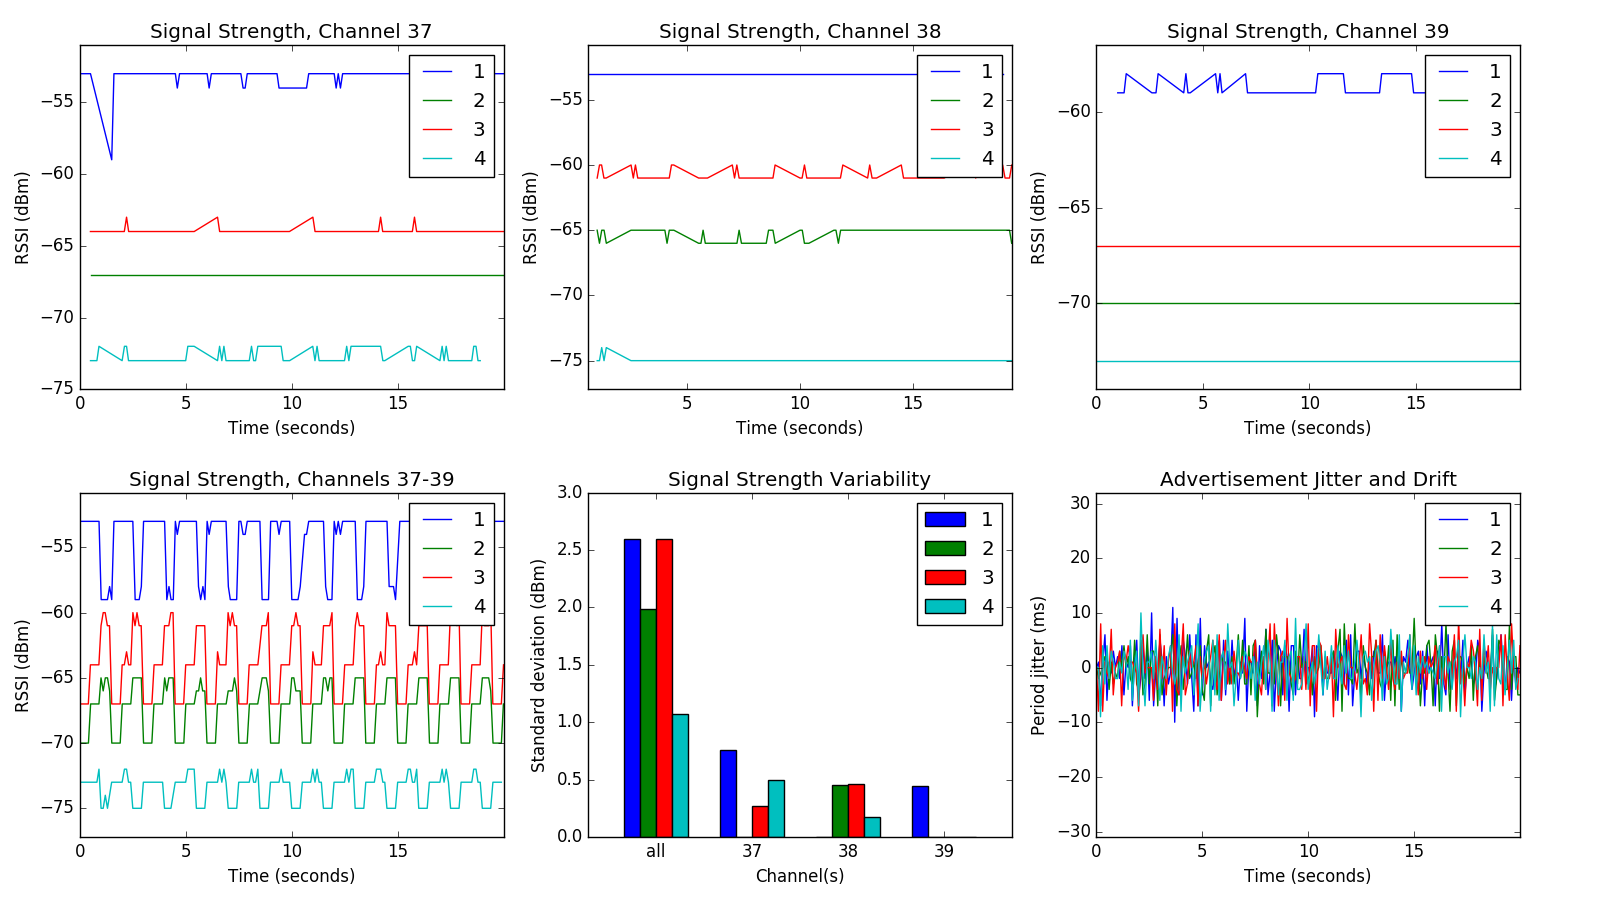 Signal Strength, Channel 37
RSSI (dBm)
−55
−60
−65
−70
−75
0 5 10 15
Time (seconds)
1
2
3
4
Signal Strength, Channel 38
RSSI (dBm)
−55
−60
−65
−70
−75
5 10 15
Time (seconds)
1
2
3
4
Signal Strength, Channel 39
RSSI (dBm)
−60
−65
−70
0 5 10 15
Time (seconds)
1
2
3
4
Signal Strength, Channels 37-39
RSSI (dBm)
−55
−60
−65
−70
−75
0 5 10 15
Time (seconds)
1
2
3
4
Signal Strength Variability
Standard deviation (dBm)
3.0
2.5
2.0
1.5
1.0
0.5
0.0
all 37 38 39
Channel(s)
1
2
3
4
Advertisement Jitter and Drift
Period jitter (ms)
30
20
10
0
−10
−20
−30
0 5 10 15
Time (seconds)
1
2
3
4